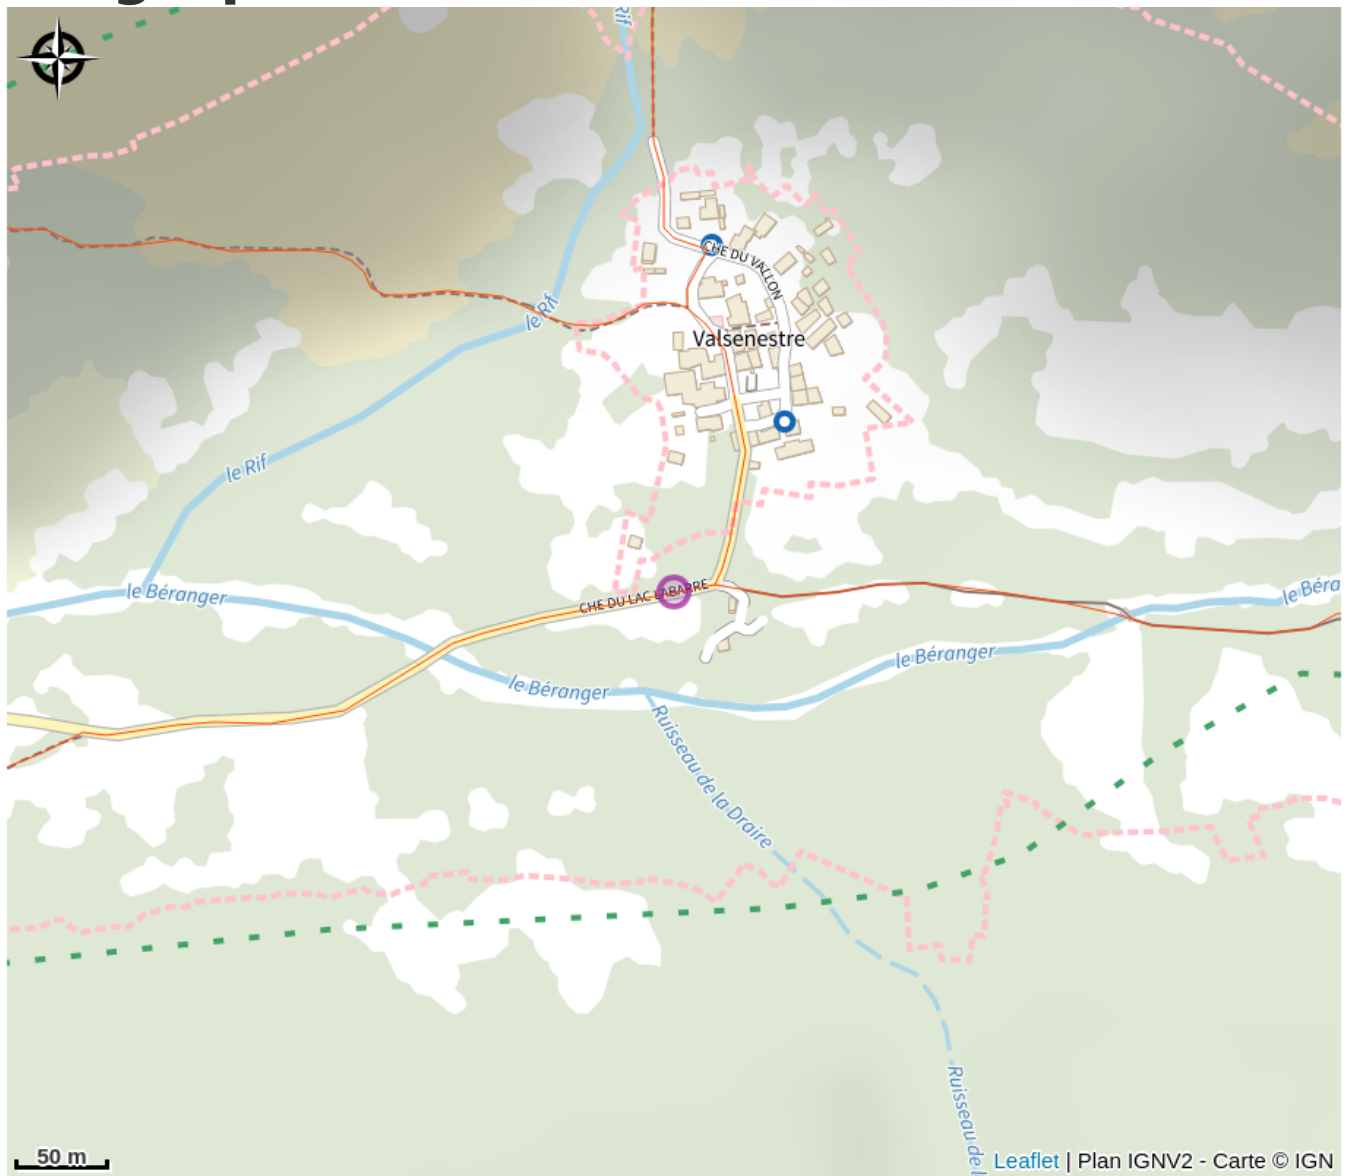 Rif
CHE DU VALLON
le Rif
Valsenestre
le Rif
le Béranger
CHE DU LAC LABARRE
le Béra
le Béranger
le Béranger
Ruisseau de la Draire
Ruisseau de l
50 m
Leaflet | Plan IGNV2 - Carte © IGN